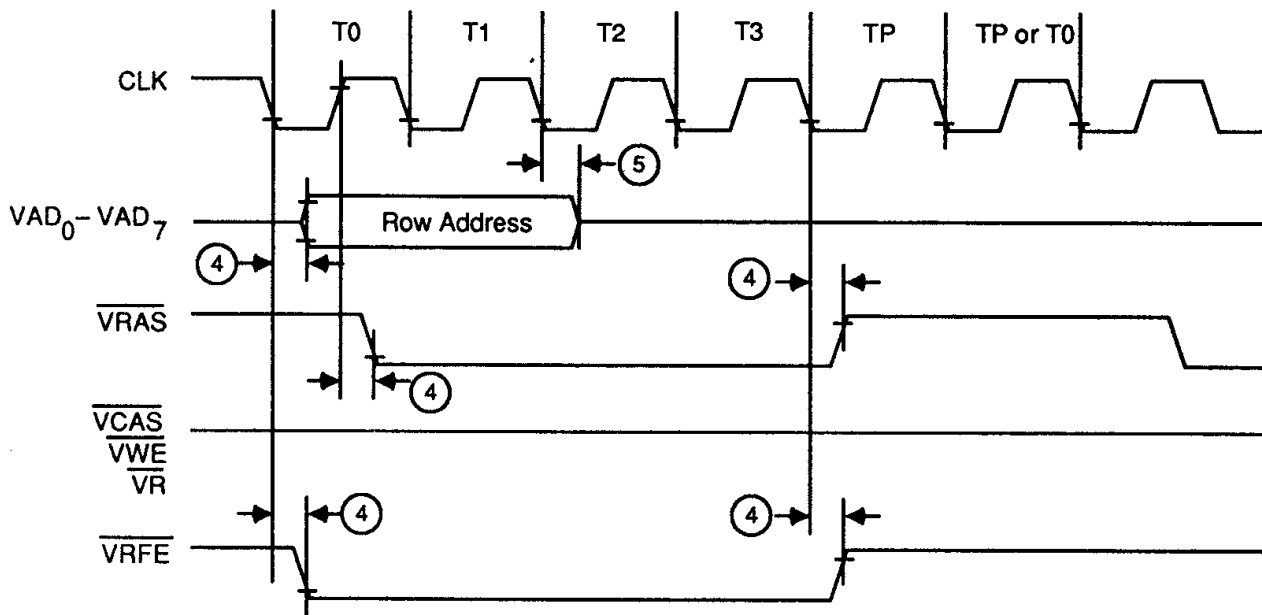 T0 T1 T2 T3 TP TP or T0
CLK
5
VAD0–VAD7
Row Address
4
4
VRAS
4
VCAS
VWE
VR
4
4
VRFE